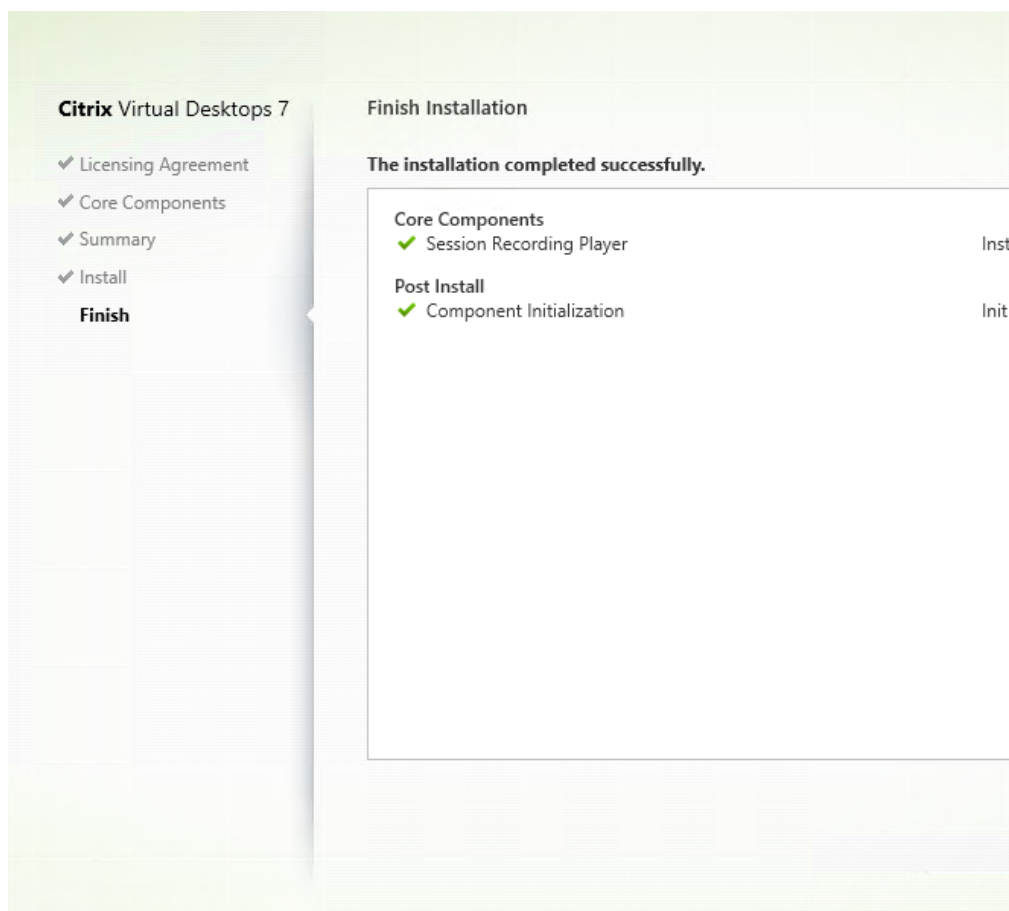 Citrix Virtual Desktops 7
Licensing Agreement
Core Components
Summary
Install
Finish
Finish Installation
The installation completed successfully.
Core Components
Session Recording Player Inst
Post Install
Component Initialization Init